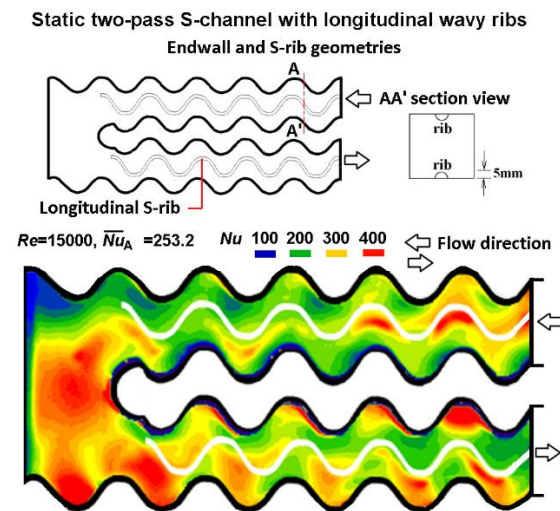 Static two-pass S-channel with longitudinal wavy ribs
Endwall and S-rib geometries
A
AA' section view
A'
rib
rib
5mm
Longitudinal S-rib
Re=15000, N̅u̅A =253.2 Nu 100 200 300 400 Flow direction